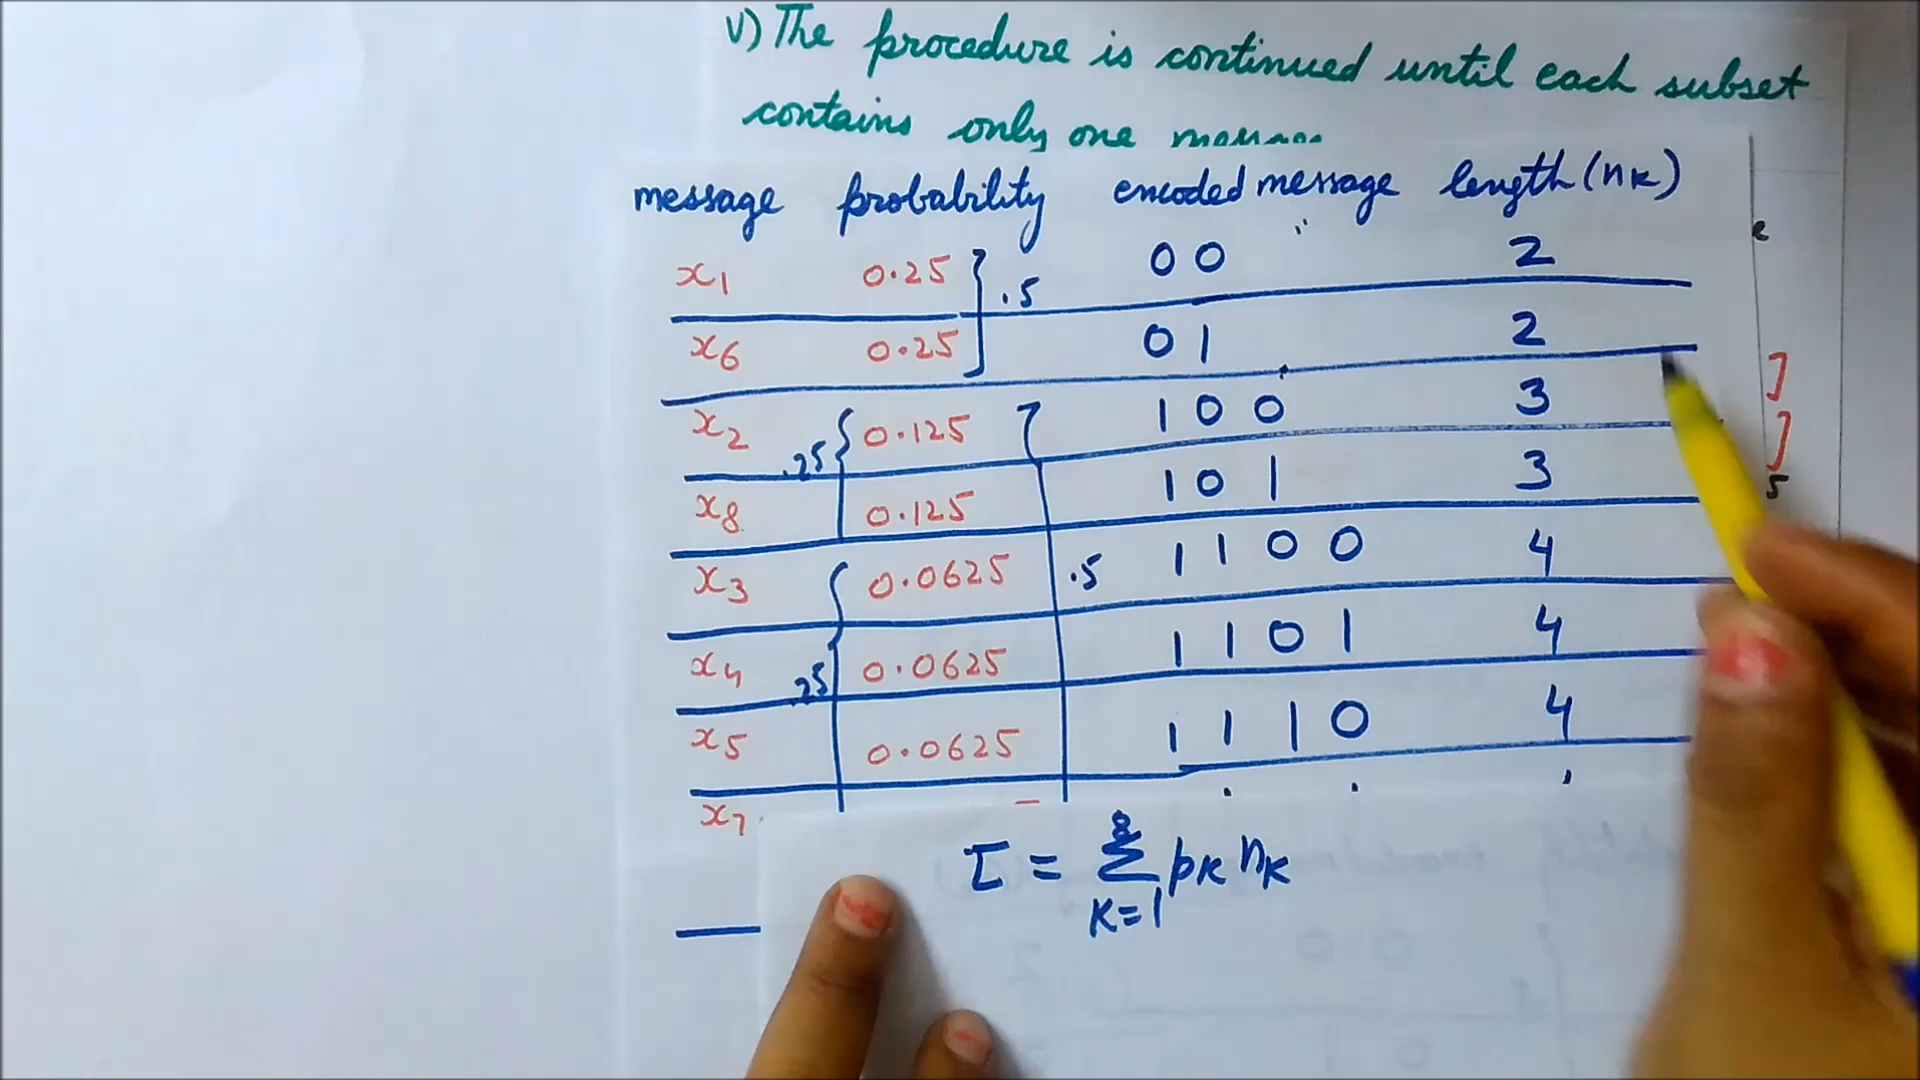 v) The procedure is continued until each subset
contains only one
message probability encoded message length (nk)
x1 0.25 00 2
.5
x6 0.25 01 2
x2 0.125 100 3
.25
x8 0.125 101 3
x3 0.0625 1100 4
.5
x4 0.0625 1101 4
.25
x5 0.0625 1110 4
x7
L = Σ pk nk
8
K=1